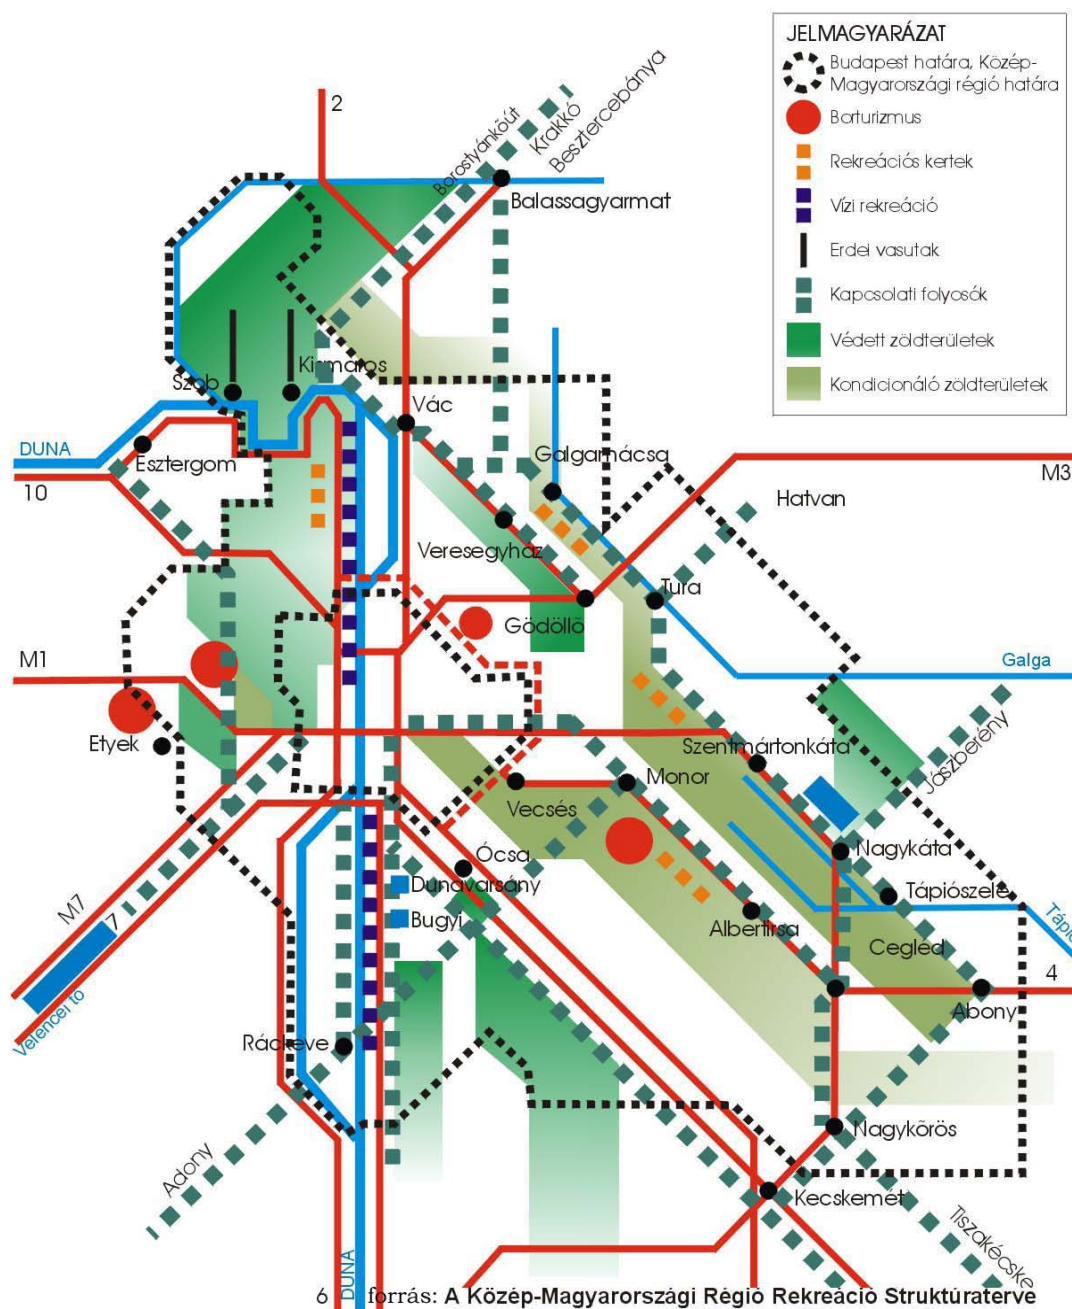 JELMAGYARÁZAT
Budapest határa, Közép-
Magyarországi régió határa
Borturizmus
Rekreációs kertek
Vízi rekreáció
Erdei vasutak
Kapcsolati folyosók
Védett zöldterületek
Kondicionáló zöldterületek
2
Borostyánkőút
Krakkó
Besztercebánya
Balassagyarmat
Szob
Kismaros
Vác
DUNA
Esztergom
10
Galgamácsa
M3
Hatvan
Veresegyház
Tura
Gödöllő
M1
Galga
Etyek
Szentmártonkáta
Jászberény
Monor
Vecsés
Ócsa
Nagykáta
Dunavarsány
Tápiószele
M7
7
Bugyi
Albertirsa
Cegléd
Tápió
4
Velencei tó
Abony
Ráckeve
Nagykőrös
Adony
Kecskemét
Tiszakécske
DUNA
6
forrás: A Közép-Magyarországi Régió Rekreáció Struktúraterve